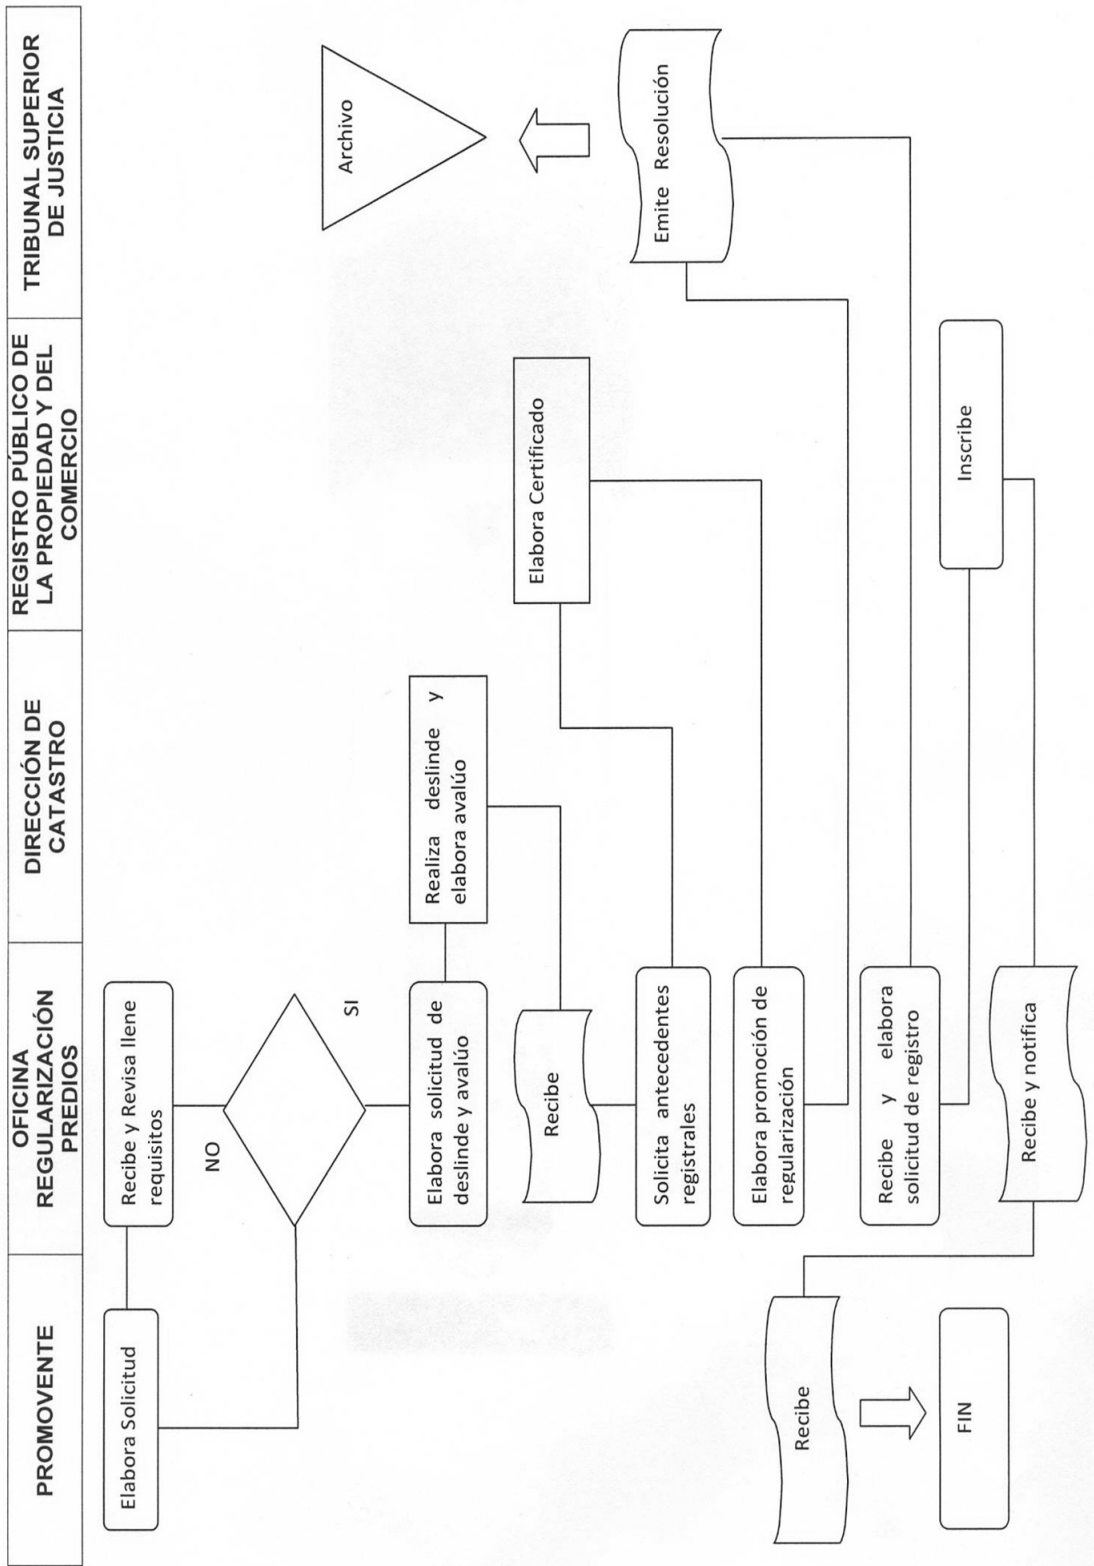 PROMOVENTE
OFICINA
REGULARIZACIÓN
PREDIOS
DIRECCIÓN DE
CATASTRO
REGISTRO PÚBLICO DE
LA PROPIEDAD Y DEL
COMERCIO
TRIBUNAL SUPERIOR
DE JUSTICIA
Elabora Solicitud
Recibe y Revisa llene
requisitos
NO
SI
Elabora solicitud de
deslinde y avalúo
Realiza deslinde y
elabora avalúo
Recibe
Solicita antecedentes
registrales
Elabora Certificado
Elabora promoción de
regularización
Emite Resolución
Archivo
Recibe y elabora
solicitud de registro
Inscribe
Recibe y notifica
Recibe
FIN